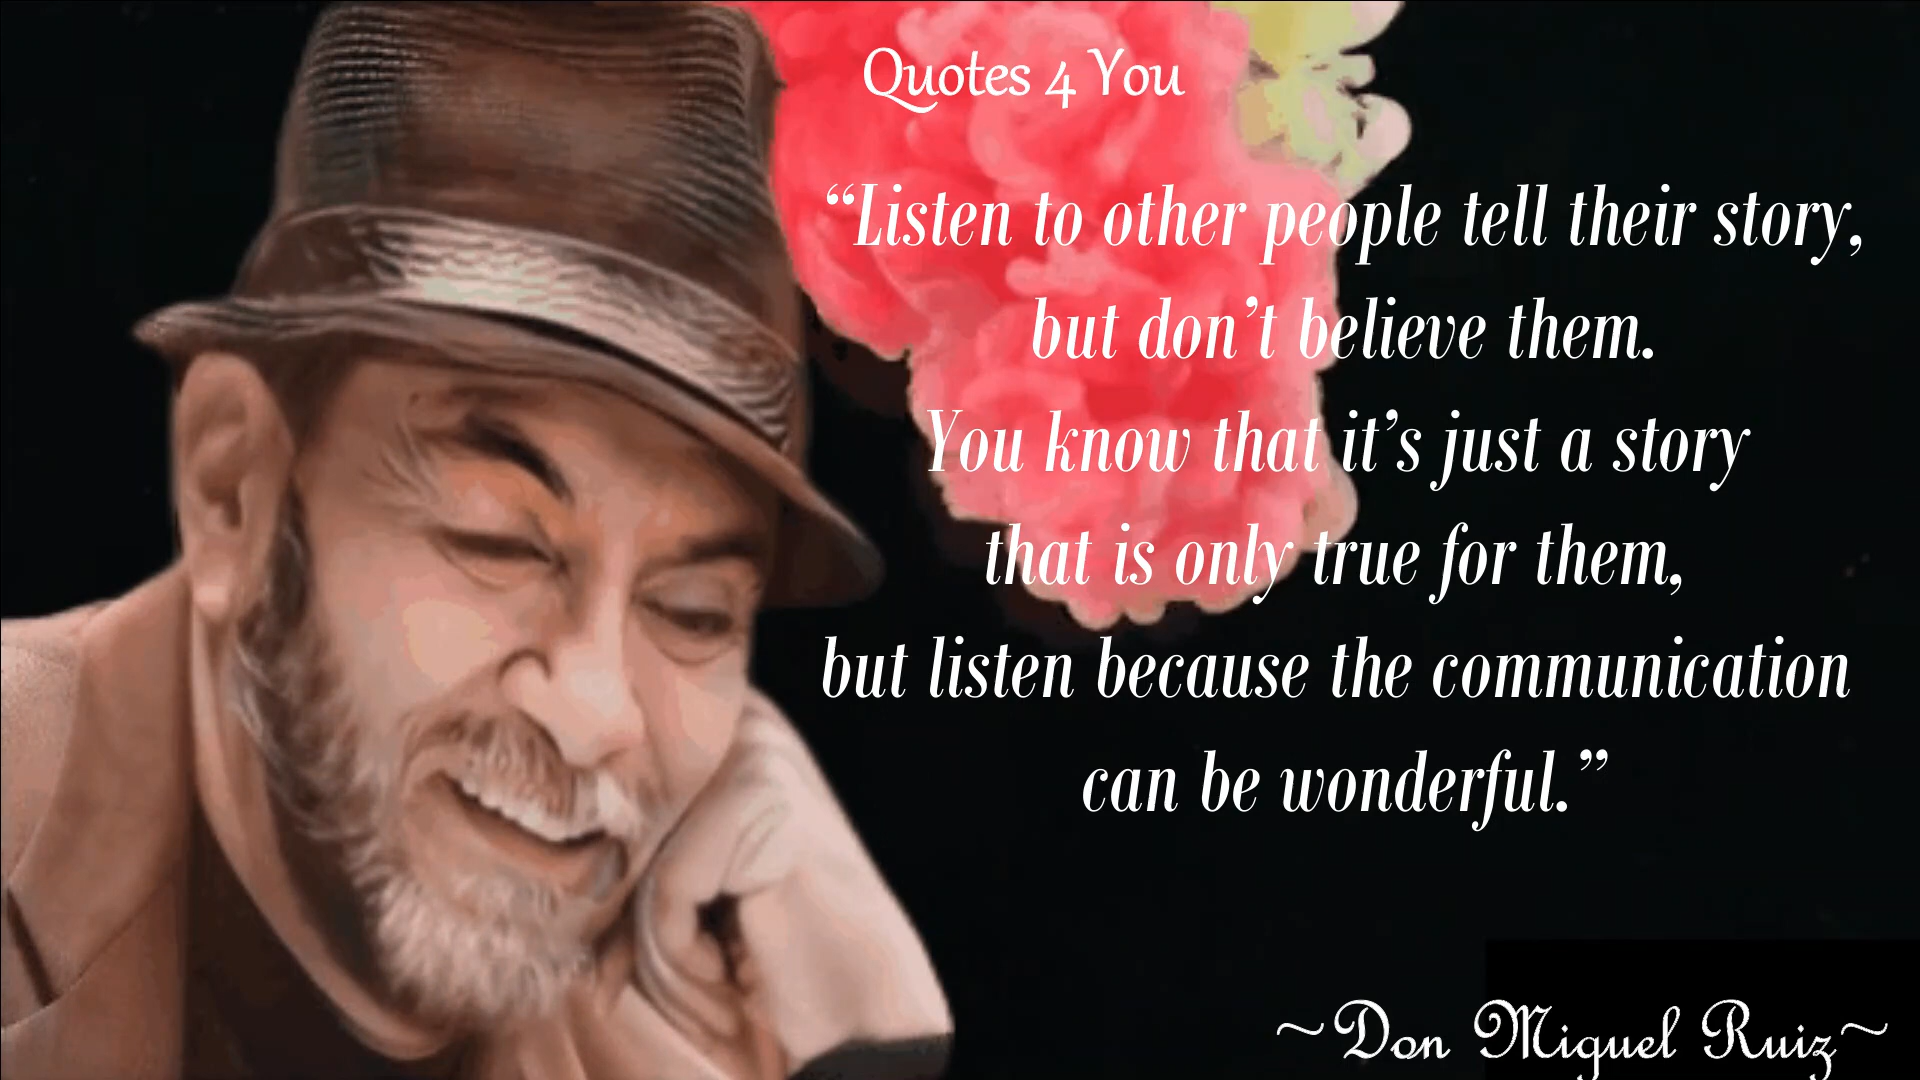 Quotes 4 You
“Listen to other people tell their story,
but don’t believe them.
You know that it’s just a story
that is only true for them,
but listen because the communication
can be wonderful.”
~Don Miguel Ruiz~